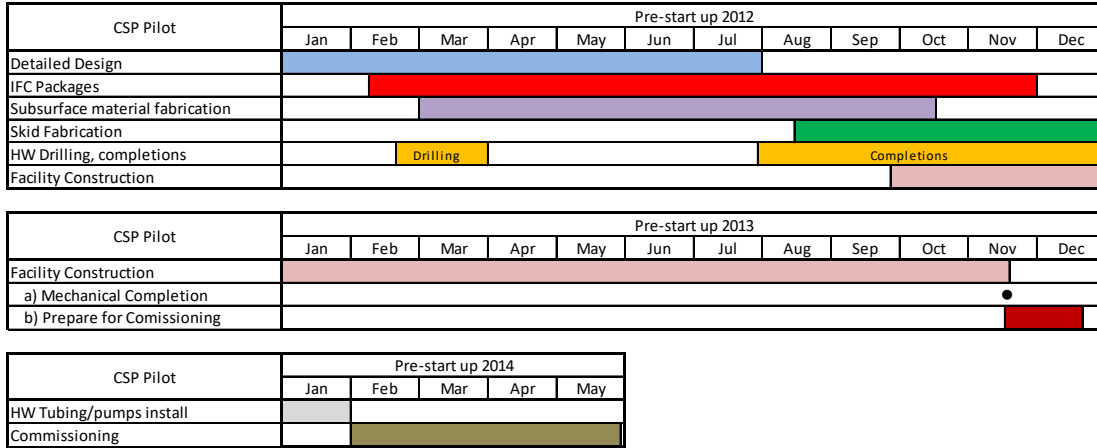 CSP Pilot
Pre-start up 2012
Jan Feb Mar Apr May Jun Jul Aug Sep Oct Nov Dec
Detailed Design
IFC Packages
Subsurface material fabrication
Skid Fabrication
HW Drilling, completions Drilling Completions
Facility Construction
CSP Pilot
Pre-start up 2013
Jan Feb Mar Apr May Jun Jul Aug Sep Oct Nov Dec
Facility Construction
a) Mechanical Completion
b) Prepare for Comissioning
CSP Pilot
Pre-start up 2014
Jan Feb Mar Apr May
HW Tubing/pumps install
Commissioning